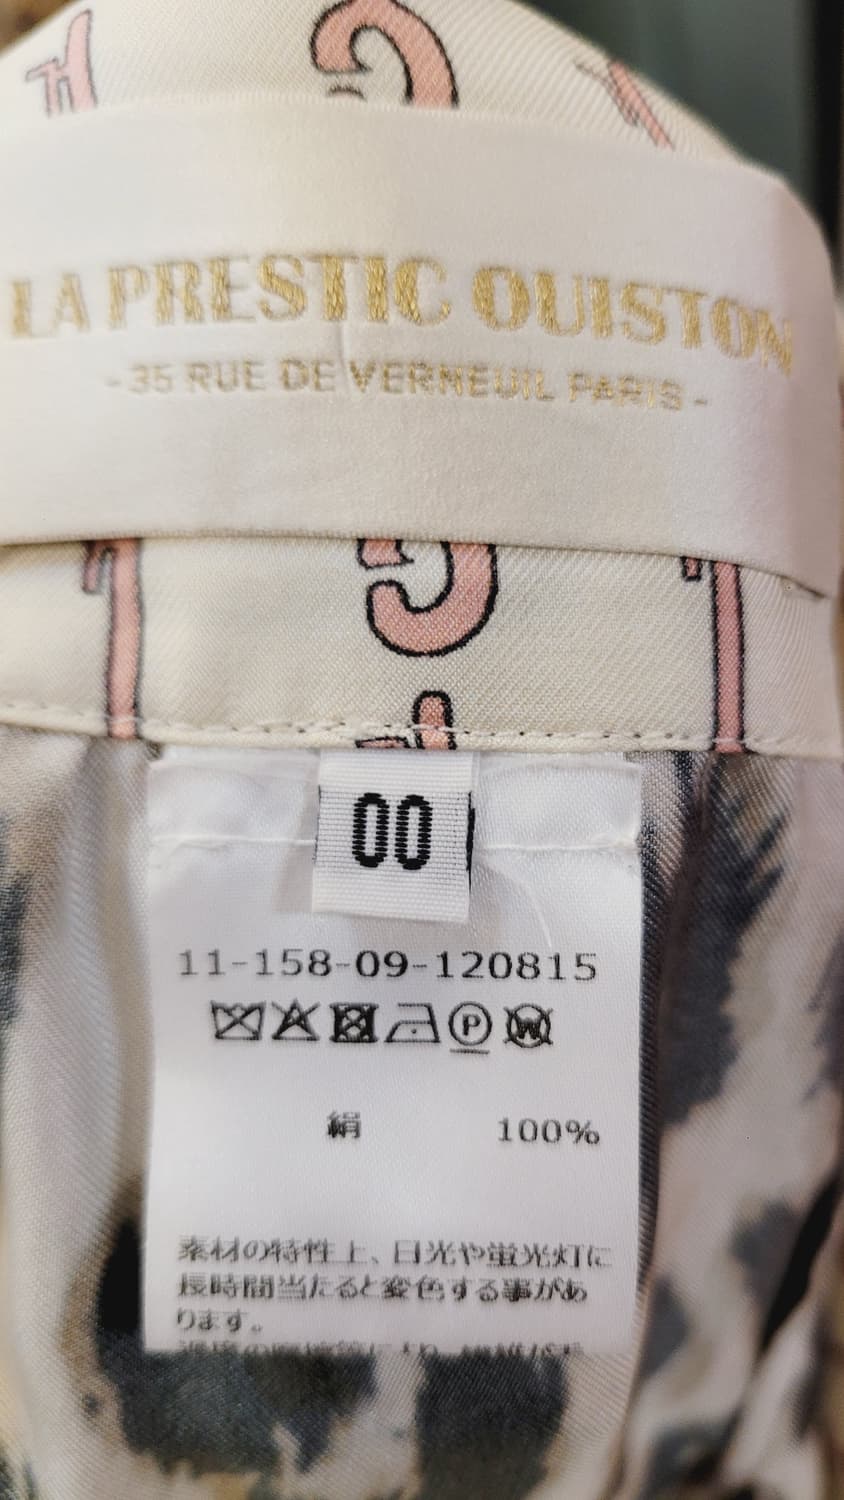 LA PRESTIC OUISTON
-35 RUE DE VERNEUIL PARIS-
00
11-158-09-120815
P W
絹 100%
素材の特性上、日光や蛍光灯に
長時間当たると変色する事があ
ります。